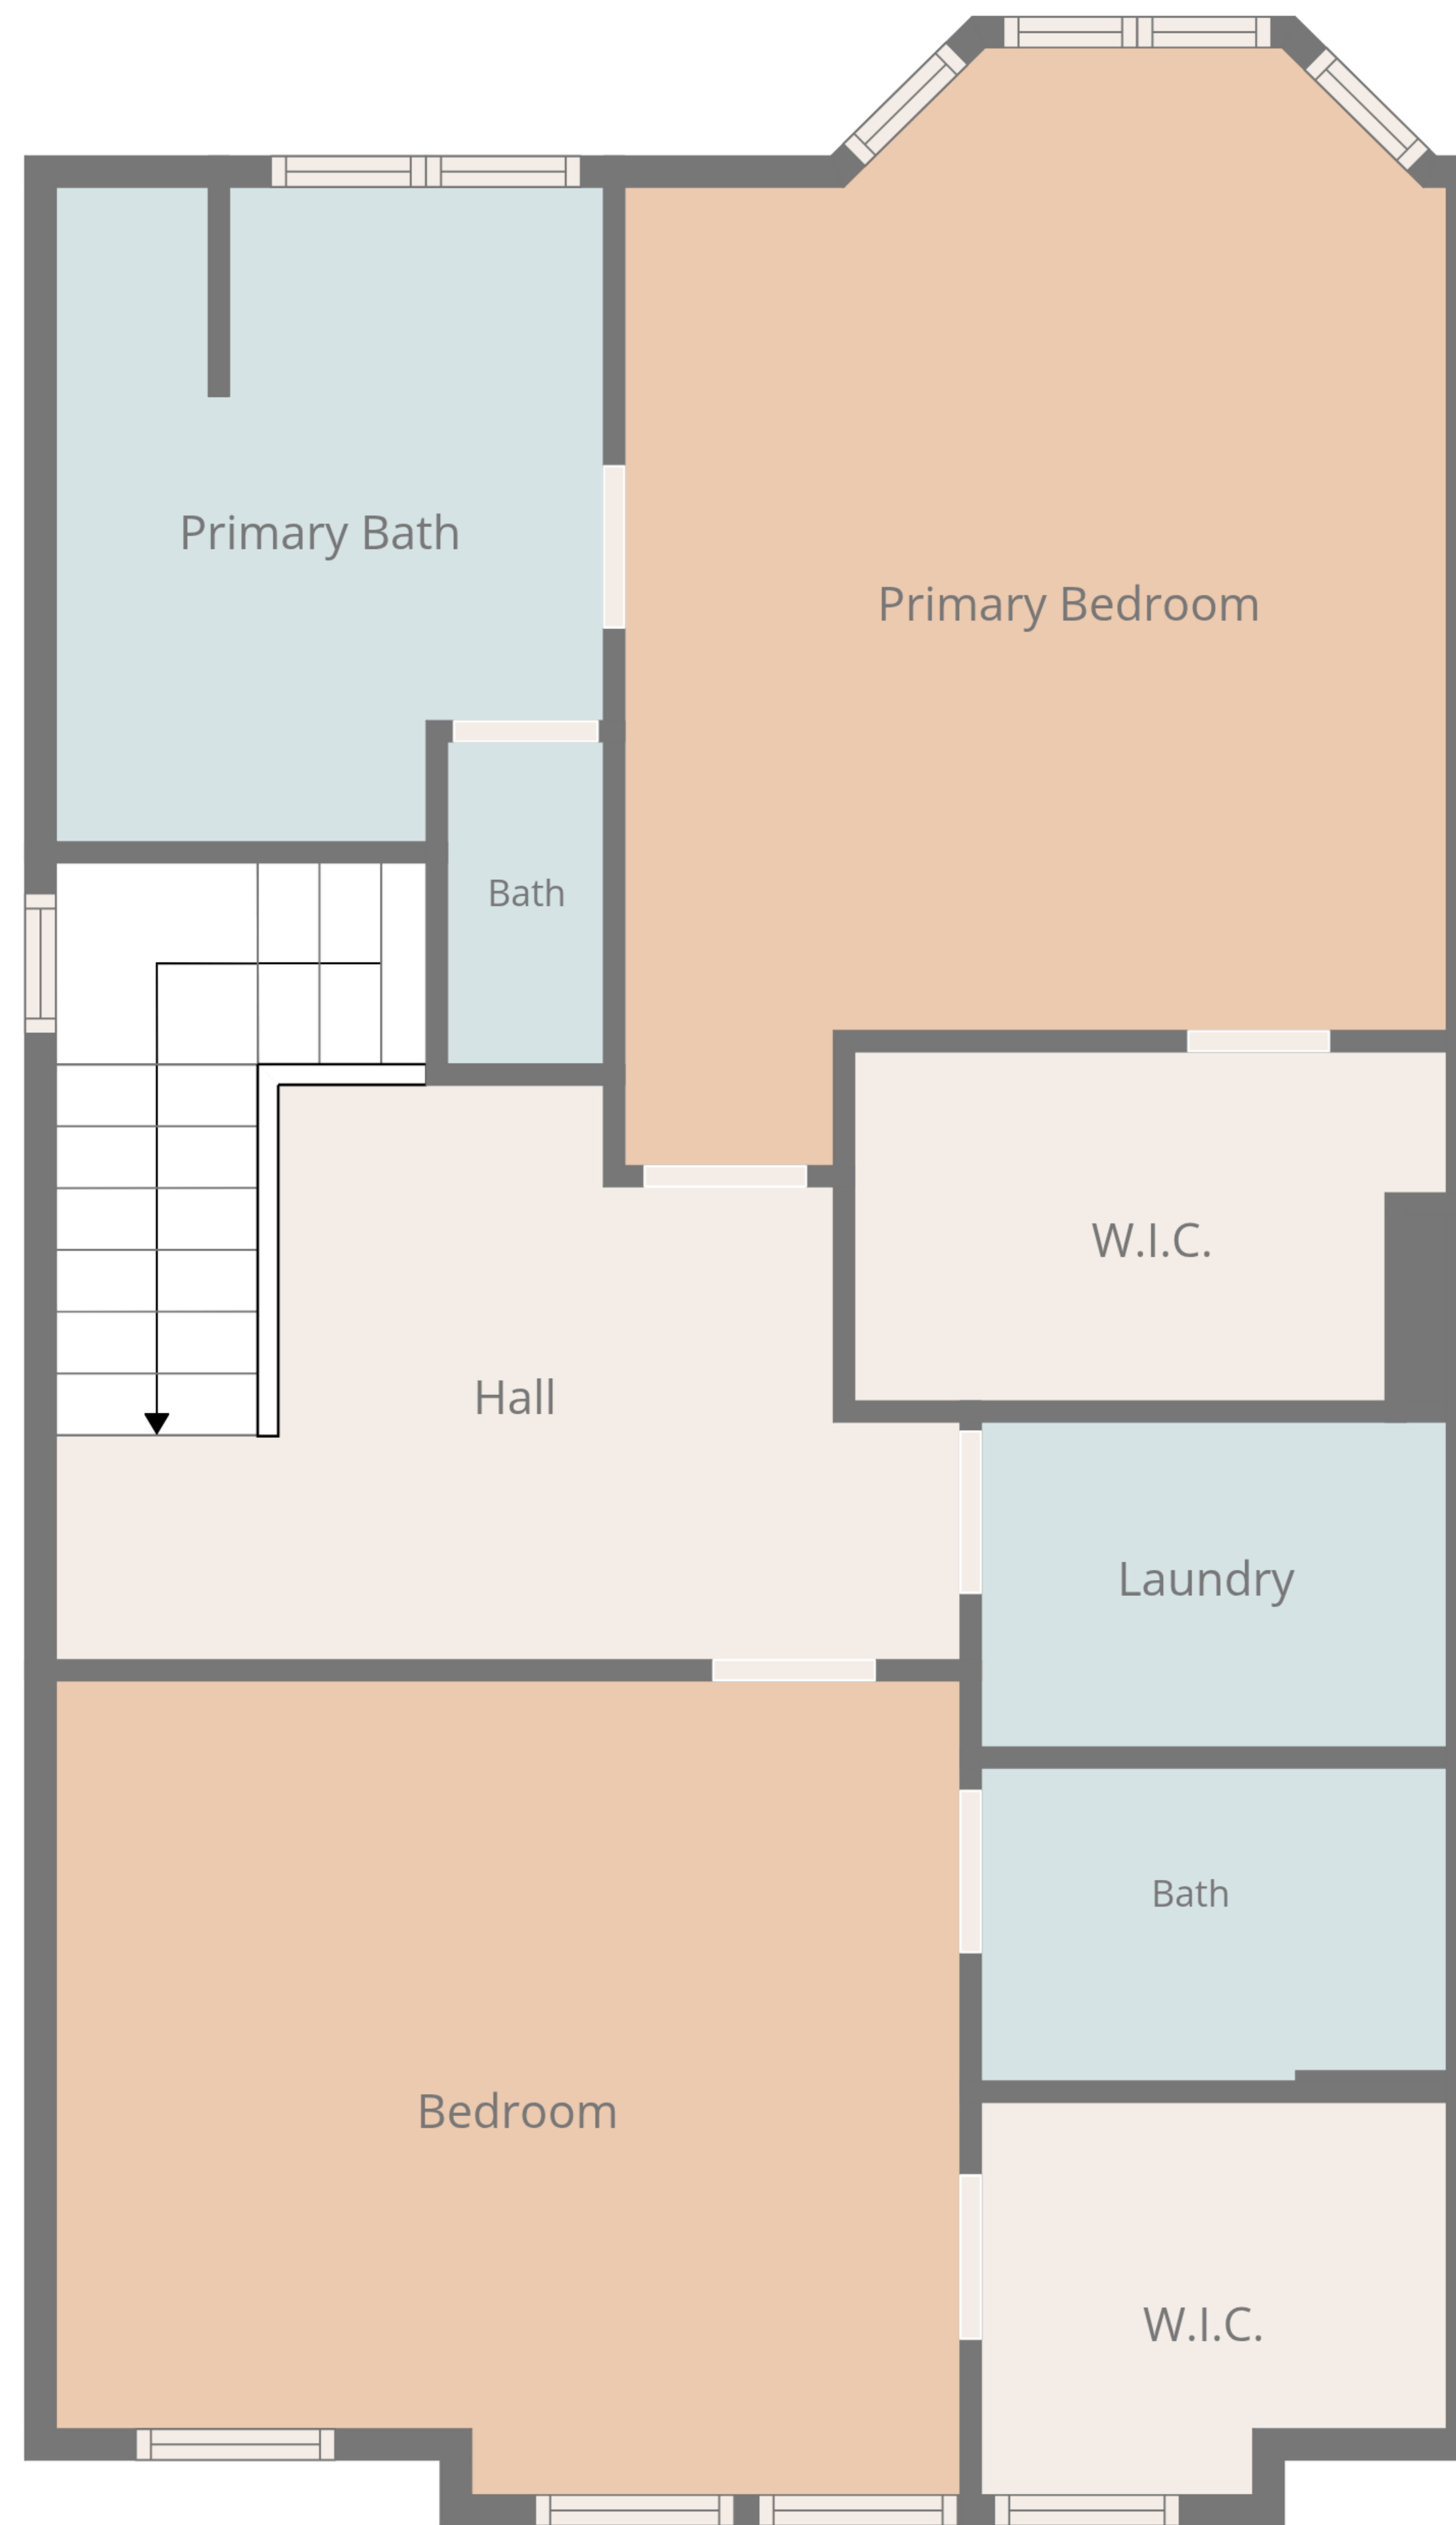 Primary Bath
Primary Bedroom
Bath
W.I.C.
Hall
Laundry
Bath
Bedroom
W.I.C.